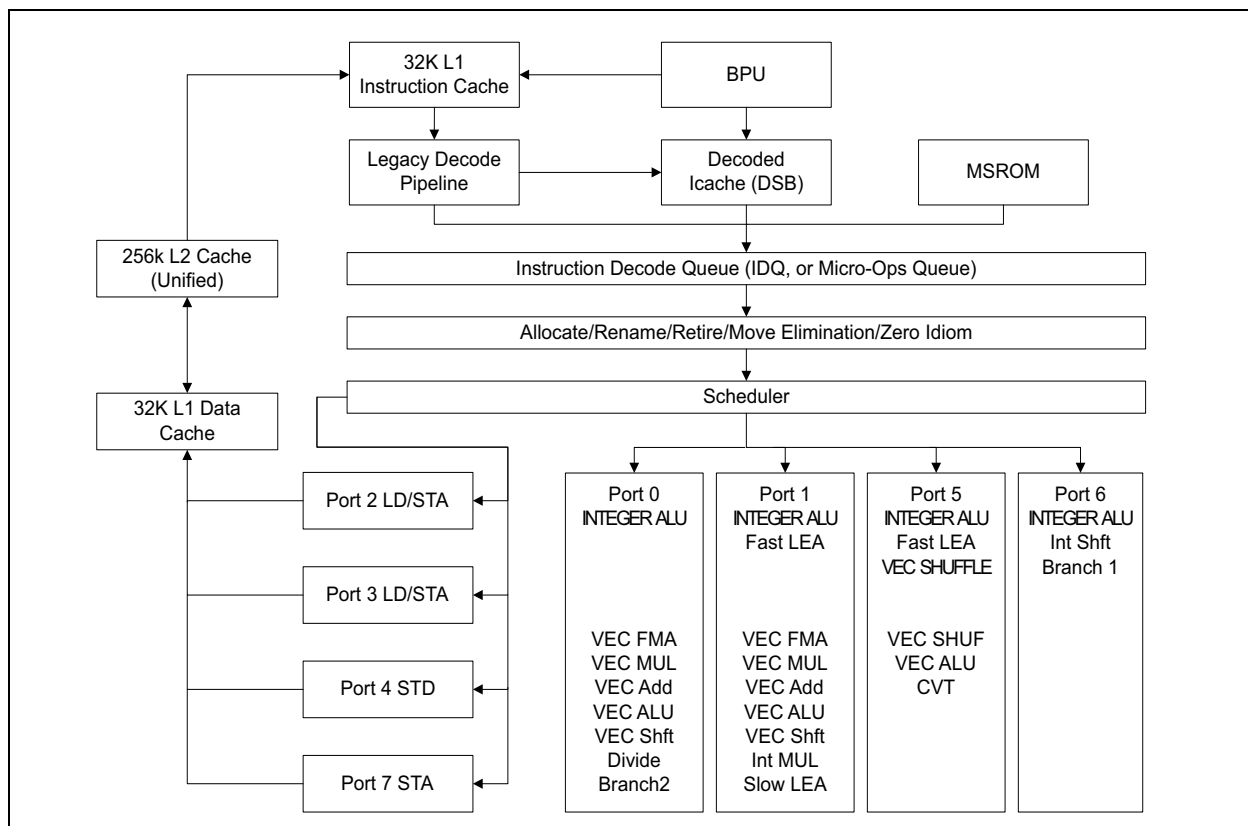 32K L1
Instruction Cache
BPU
Legacy Decode
Pipeline
Decoded
Icache (DSB)
MSROM
256k L2 Cache
(Unified)
Instruction Decode Queue (IDQ, or Micro-Ops Queue)
Allocate/Rename/Retire/Move Elimination/Zero Idiom
Scheduler
32K L1 Data
Cache
Port 2 LD/STA
Port 3 LD/STA
Port 4 STD
Port 7 STA
Port 0
INTEGER ALU
VEC FMA
VEC MUL
VEC Add
VEC ALU
VEC Shft
Divide
Branch2
Port 1
INTEGER ALU
Fast LEA
VEC FMA
VEC MUL
VEC Add
VEC ALU
VEC Shft
Int MUL
Slow LEA
Port 5
INTEGER ALU
Fast LEA
VEC SHUFFLE
VEC SHUF
VEC ALU
CVT
Port 6
INTEGER ALU
Int Shft
Branch 1